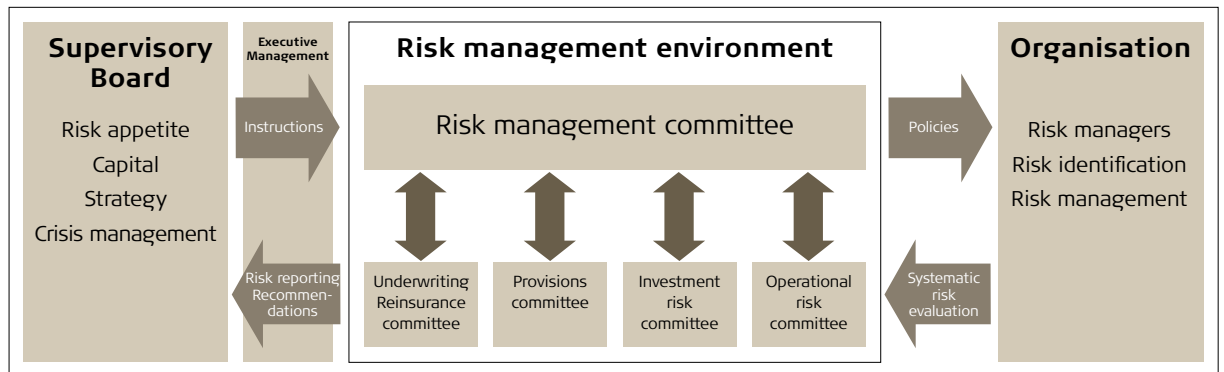 Supervisory
Board
Risk appetite
Capital
Strategy
Crisis management
Executive
Management
Instructions
Risk reporting
Recommen-
dations
Risk management environment
Risk management committee
Underwriting
Reinsurance
committee
Provisions
committee
Investment
risk
committee
Operational
risk
committee
Policies
Systematic
risk
evaluation
Organisation
Risk managers
Risk identification
Risk management